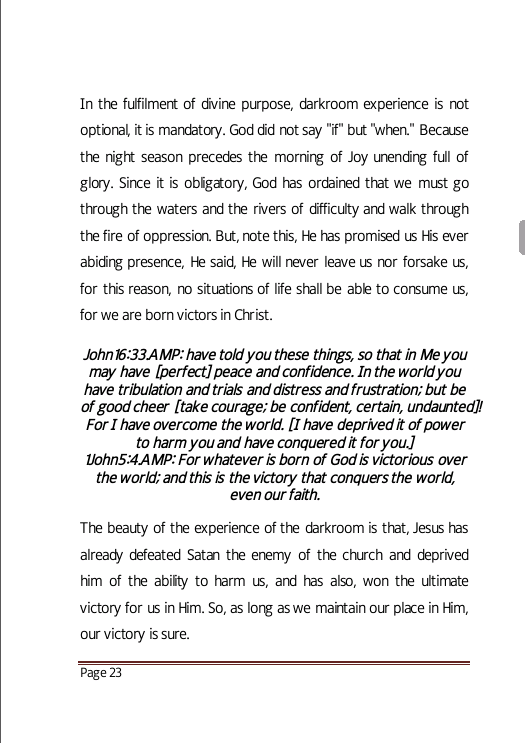 In the fulfilment of divine purpose, darkroom experience is not
optional, it is mandatory. God did not say "if" but "when." Because
the night season precedes the morning of Joy unending full of
glory. Since it is obligatory, God has ordained that we must go
through the waters and the rivers of difficulty and walk through
the fire of oppression. But, note this, He has promised us His ever
abiding presence, He said, He will never leave us nor forsake us,
for this reason, no situations of life shall be able to consume us,
for we are born victors in Christ.
John16:33.AMP: have told you these things, so that in Me you
may have [perfect] peace and confidence. In the world you
have tribulation and trials and distress and frustration; but be
of good cheer [take courage; be confident, certain, undaunted]!
For I have overcome the world. [I have deprived it of power
to harm you and have conquered it for you.]
1John5:4.AMP: For whatever is born of God is victorious over
the world; and this is the victory that conquers the world,
even our faith.
The beauty of the experience of the darkroom is that, Jesus has
already defeated Satan the enemy of the church and deprived
him of the ability to harm us, and has also, won the ultimate
victory for us in Him. So, as long as we maintain our place in Him,
our victory is sure.
Page 23